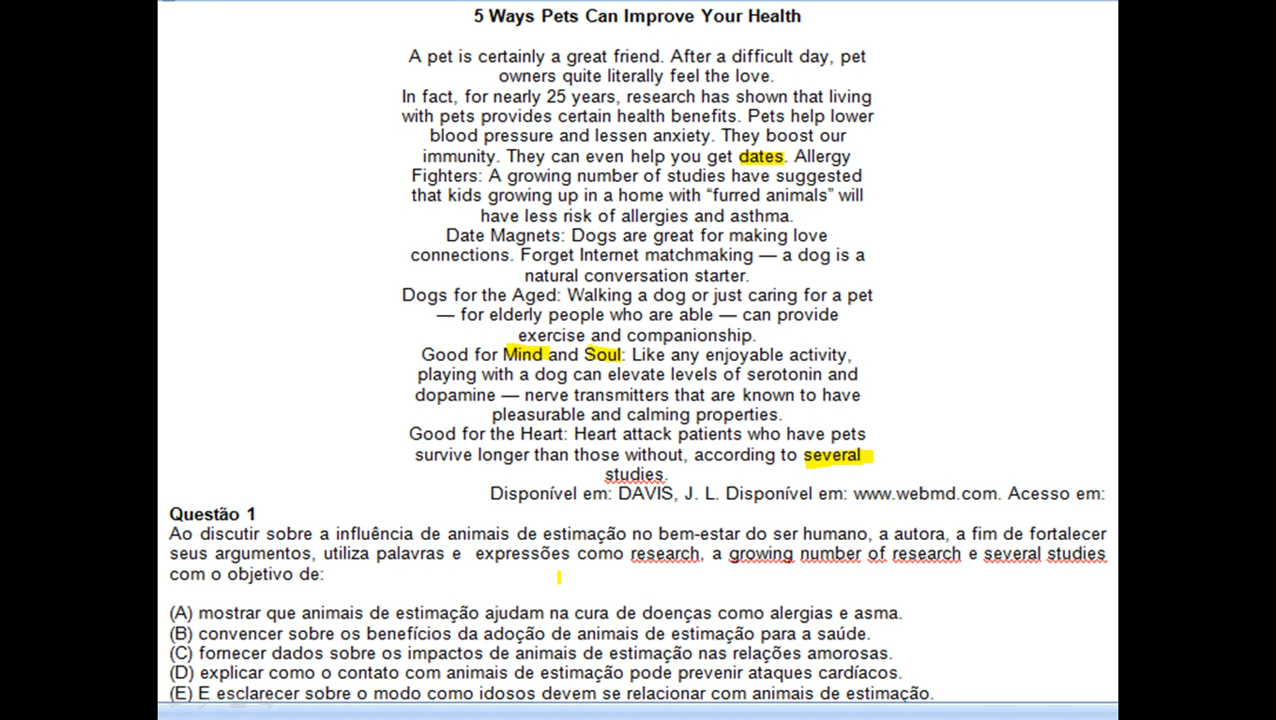 5 Ways Pets Can Improve Your Health
A pet is certainly a great friend. After a difficult day, pet
owners quite literally feel the love.
In fact, for nearly 25 years, research has shown that living
with pets provides certain health benefits. Pets help lower
blood pressure and lessen anxiety. They boost our
immunity. They can even help you get dates. Allergy
Fighters: A growing number of studies have suggested
that kids growing up in a home with “furred animals” will
have less risk of allergies and asthma.
Date Magnets: Dogs are great for making love
connections. Forget Internet matchmaking — a dog is a
natural conversation starter.
Dogs for the Aged: Walking a dog or just caring for a pet
— for elderly people who are able — can provide
exercise and companionship.
Good for Mind and Soul: Like any enjoyable activity,
playing with a dog can elevate levels of serotonin and
dopamine — nerve transmitters that are known to have
pleasurable and calming properties.
Good for the Heart: Heart attack patients who have pets
survive longer than those without, according to several
studies.
Disponível em: DAVIS, J. L. Disponível em: www.webmd.com. Acesso em:
Questão 1
Ao discutir sobre a influência de animais de estimação no bem-estar do ser humano, a autora, a fim de fortalecer
seus argumentos, utiliza palavras e expressões como research, a growing number of research e several studies
com o objetivo de:
(A) mostrar que animais de estimação ajudam na cura de doenças como alergias e asma.
(B) convencer sobre os benefícios da adoção de animais de estimação para a saúde.
(C) fornecer dados sobre os impactos de animais de estimação nas relações amorosas.
(D) explicar como o contato com animais de estimação pode prevenir ataques cardíacos.
(E) E esclarecer sobre o modo como idosos devem se relacionar com animais de estimação.